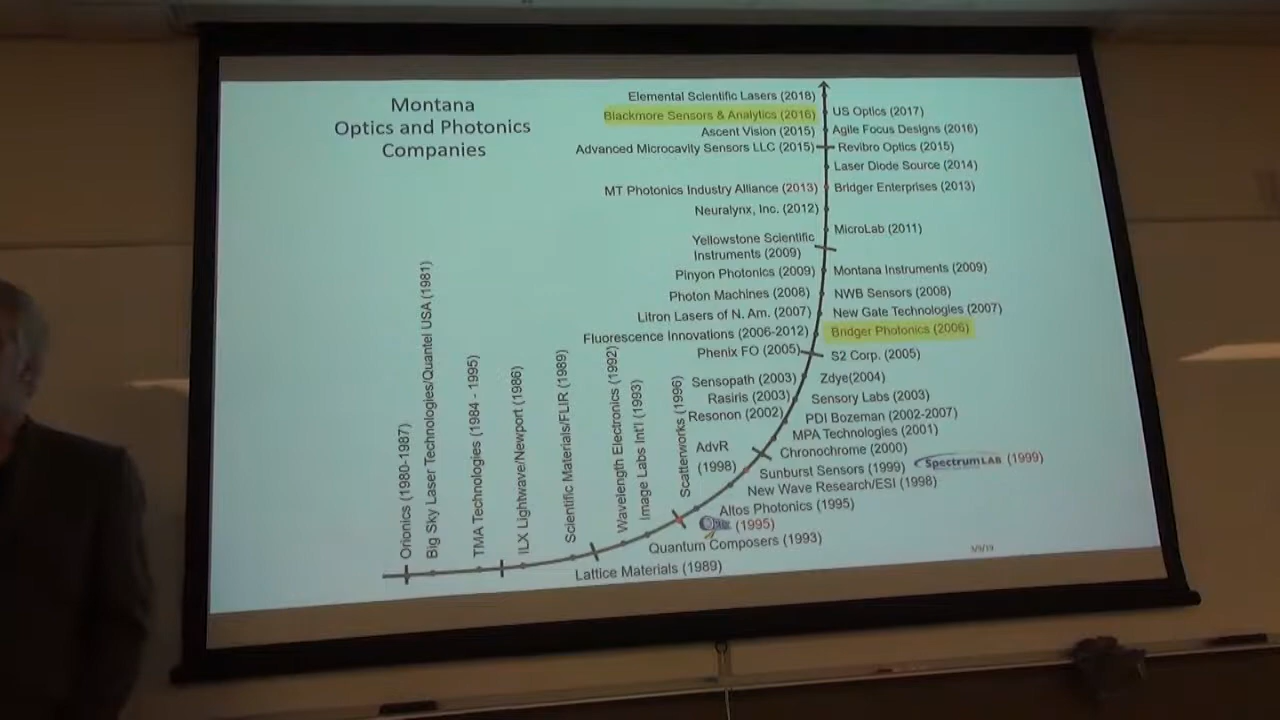 Montana
Optics and Photonics
Companies
Elemental Scientific Lasers (2018)
Blackmore Sensors & Analytics (2016)
Ascent Vision (2015)
Advanced Microcavity Sensors LLC (2015)
MT Photonics Industry Alliance (2013)
Neuralynx, Inc. (2012)
Yellowstone Scientific
Instruments (2009)
Pinyon Photonics (2009)
Photon Machines (2008)
Litron Lasers of N. Am. (2007)
Fluorescence Innovations (2006-2012)
Phenix FO (2005)
Sensopath (2003)
Rasiris (2003)
Resonon (2002)
AdvR
(1998)
US Optics (2017)
Agile Focus Designs (2016)
Revibro Optics (2015)
Laser Diode Source (2014)
Bridger Enterprises (2013)
MicroLab (2011)
Montana Instruments (2009)
NWB Sensors (2008)
New Gate Technologies (2007)
Bridger Photonics (2006)
S2 Corp. (2005)
Zdye(2004)
Sensory Labs (2003)
PDI Bozeman (2002-2007)
MPA Technologies (2001)
Chronochrome (2000)
Sunburst Sensors (1999)
SpectrumLAB (1999)
New Wave Research/ESI (1998)
Altos Photonics (1995)
(1995)
Quantum Composers (1993)
Lattice Materials (1989)
Orionics (1980-1987)
Big Sky Laser Technologies/Quantel USA (1981)
TMA Technologies (1984 - 1995)
ILX Lightwave/Newport (1986)
Scientific Materials/FLIR (1989)
Wavelength Electronics (1992)
Image Labs Int'l (1993)
Scatterworks (1996)